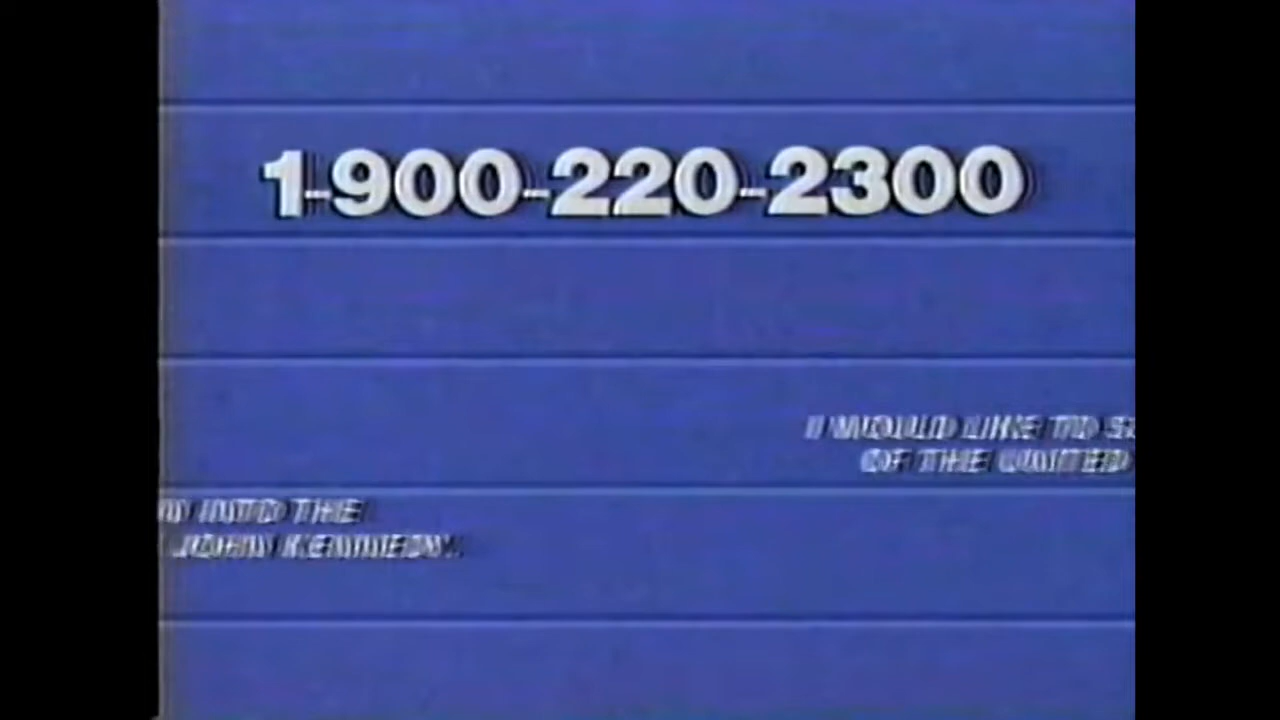 1-900-220-2300
I WOULD LIKE TO S
OF THE UNITED
INTO THE
JOHN KENNEDY.